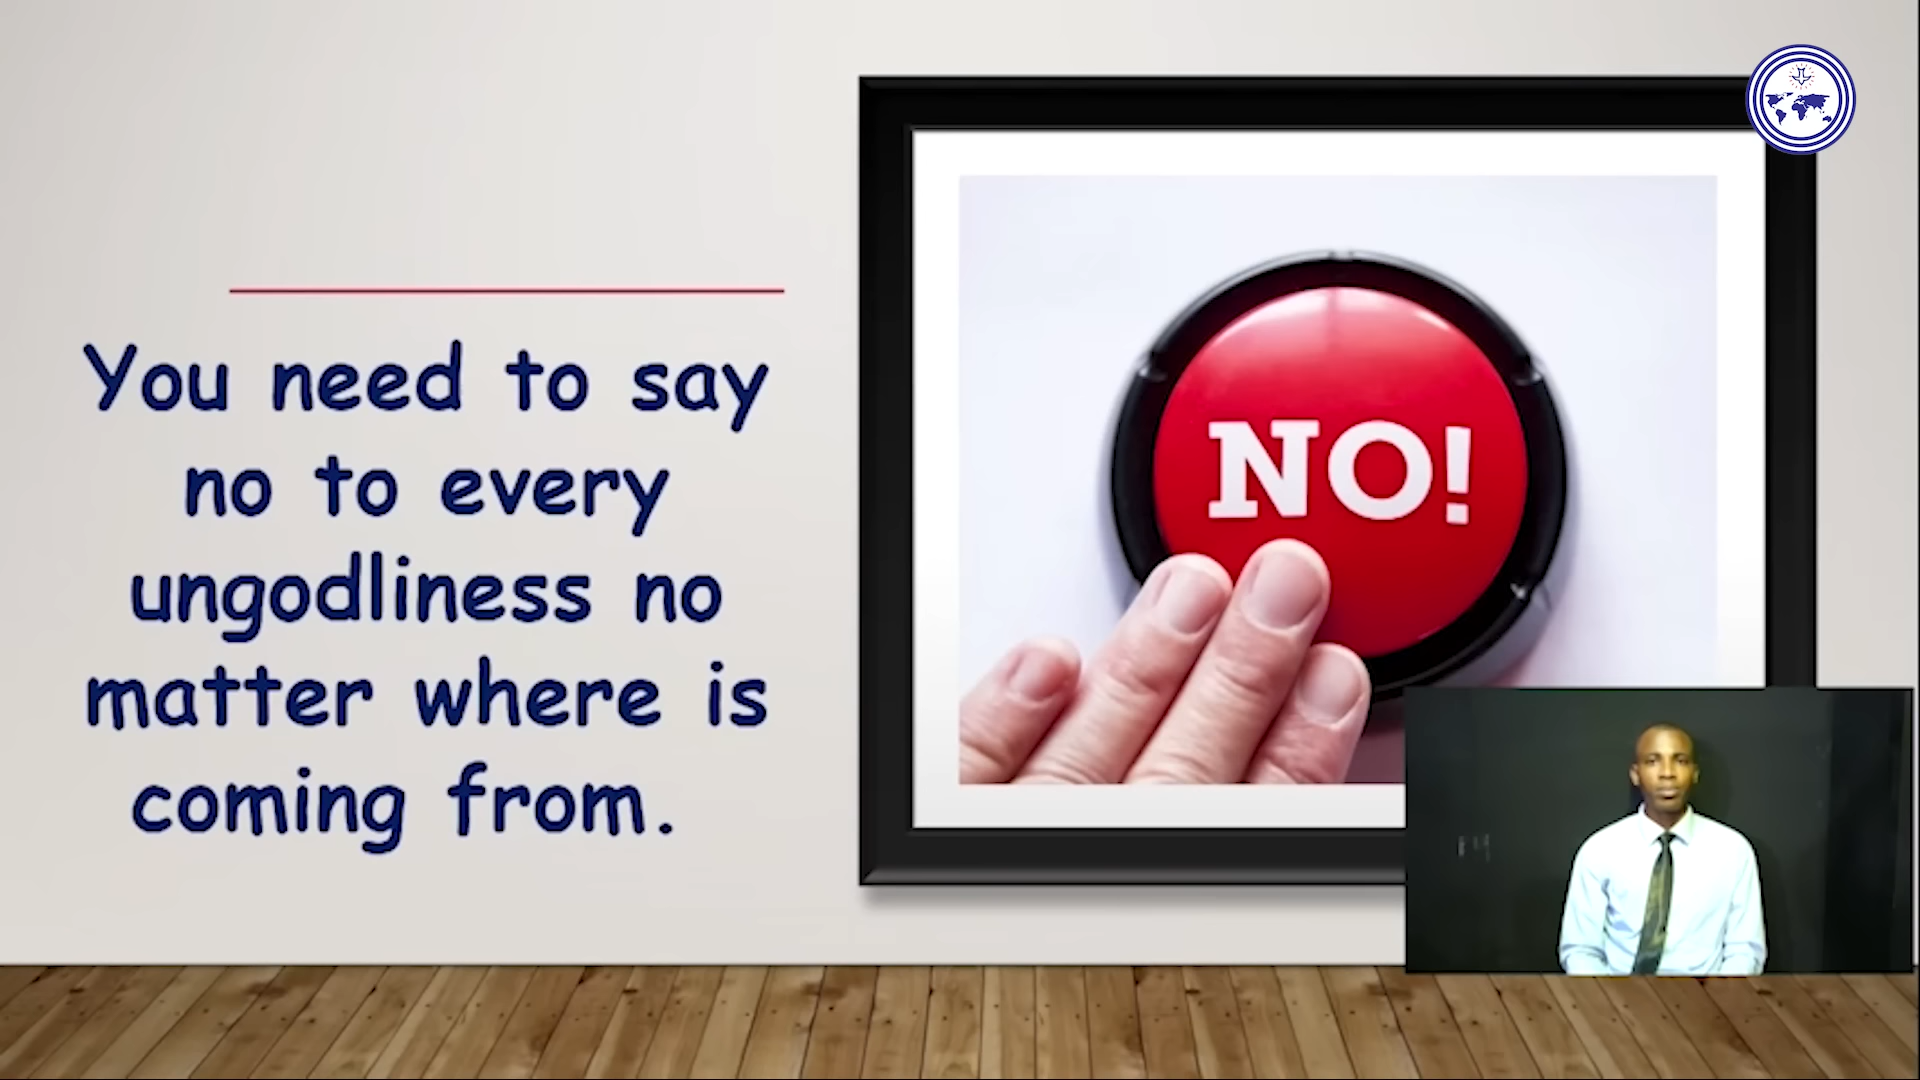 You need to say
no to every
ungodliness no
matter where is
coming from.
NO!